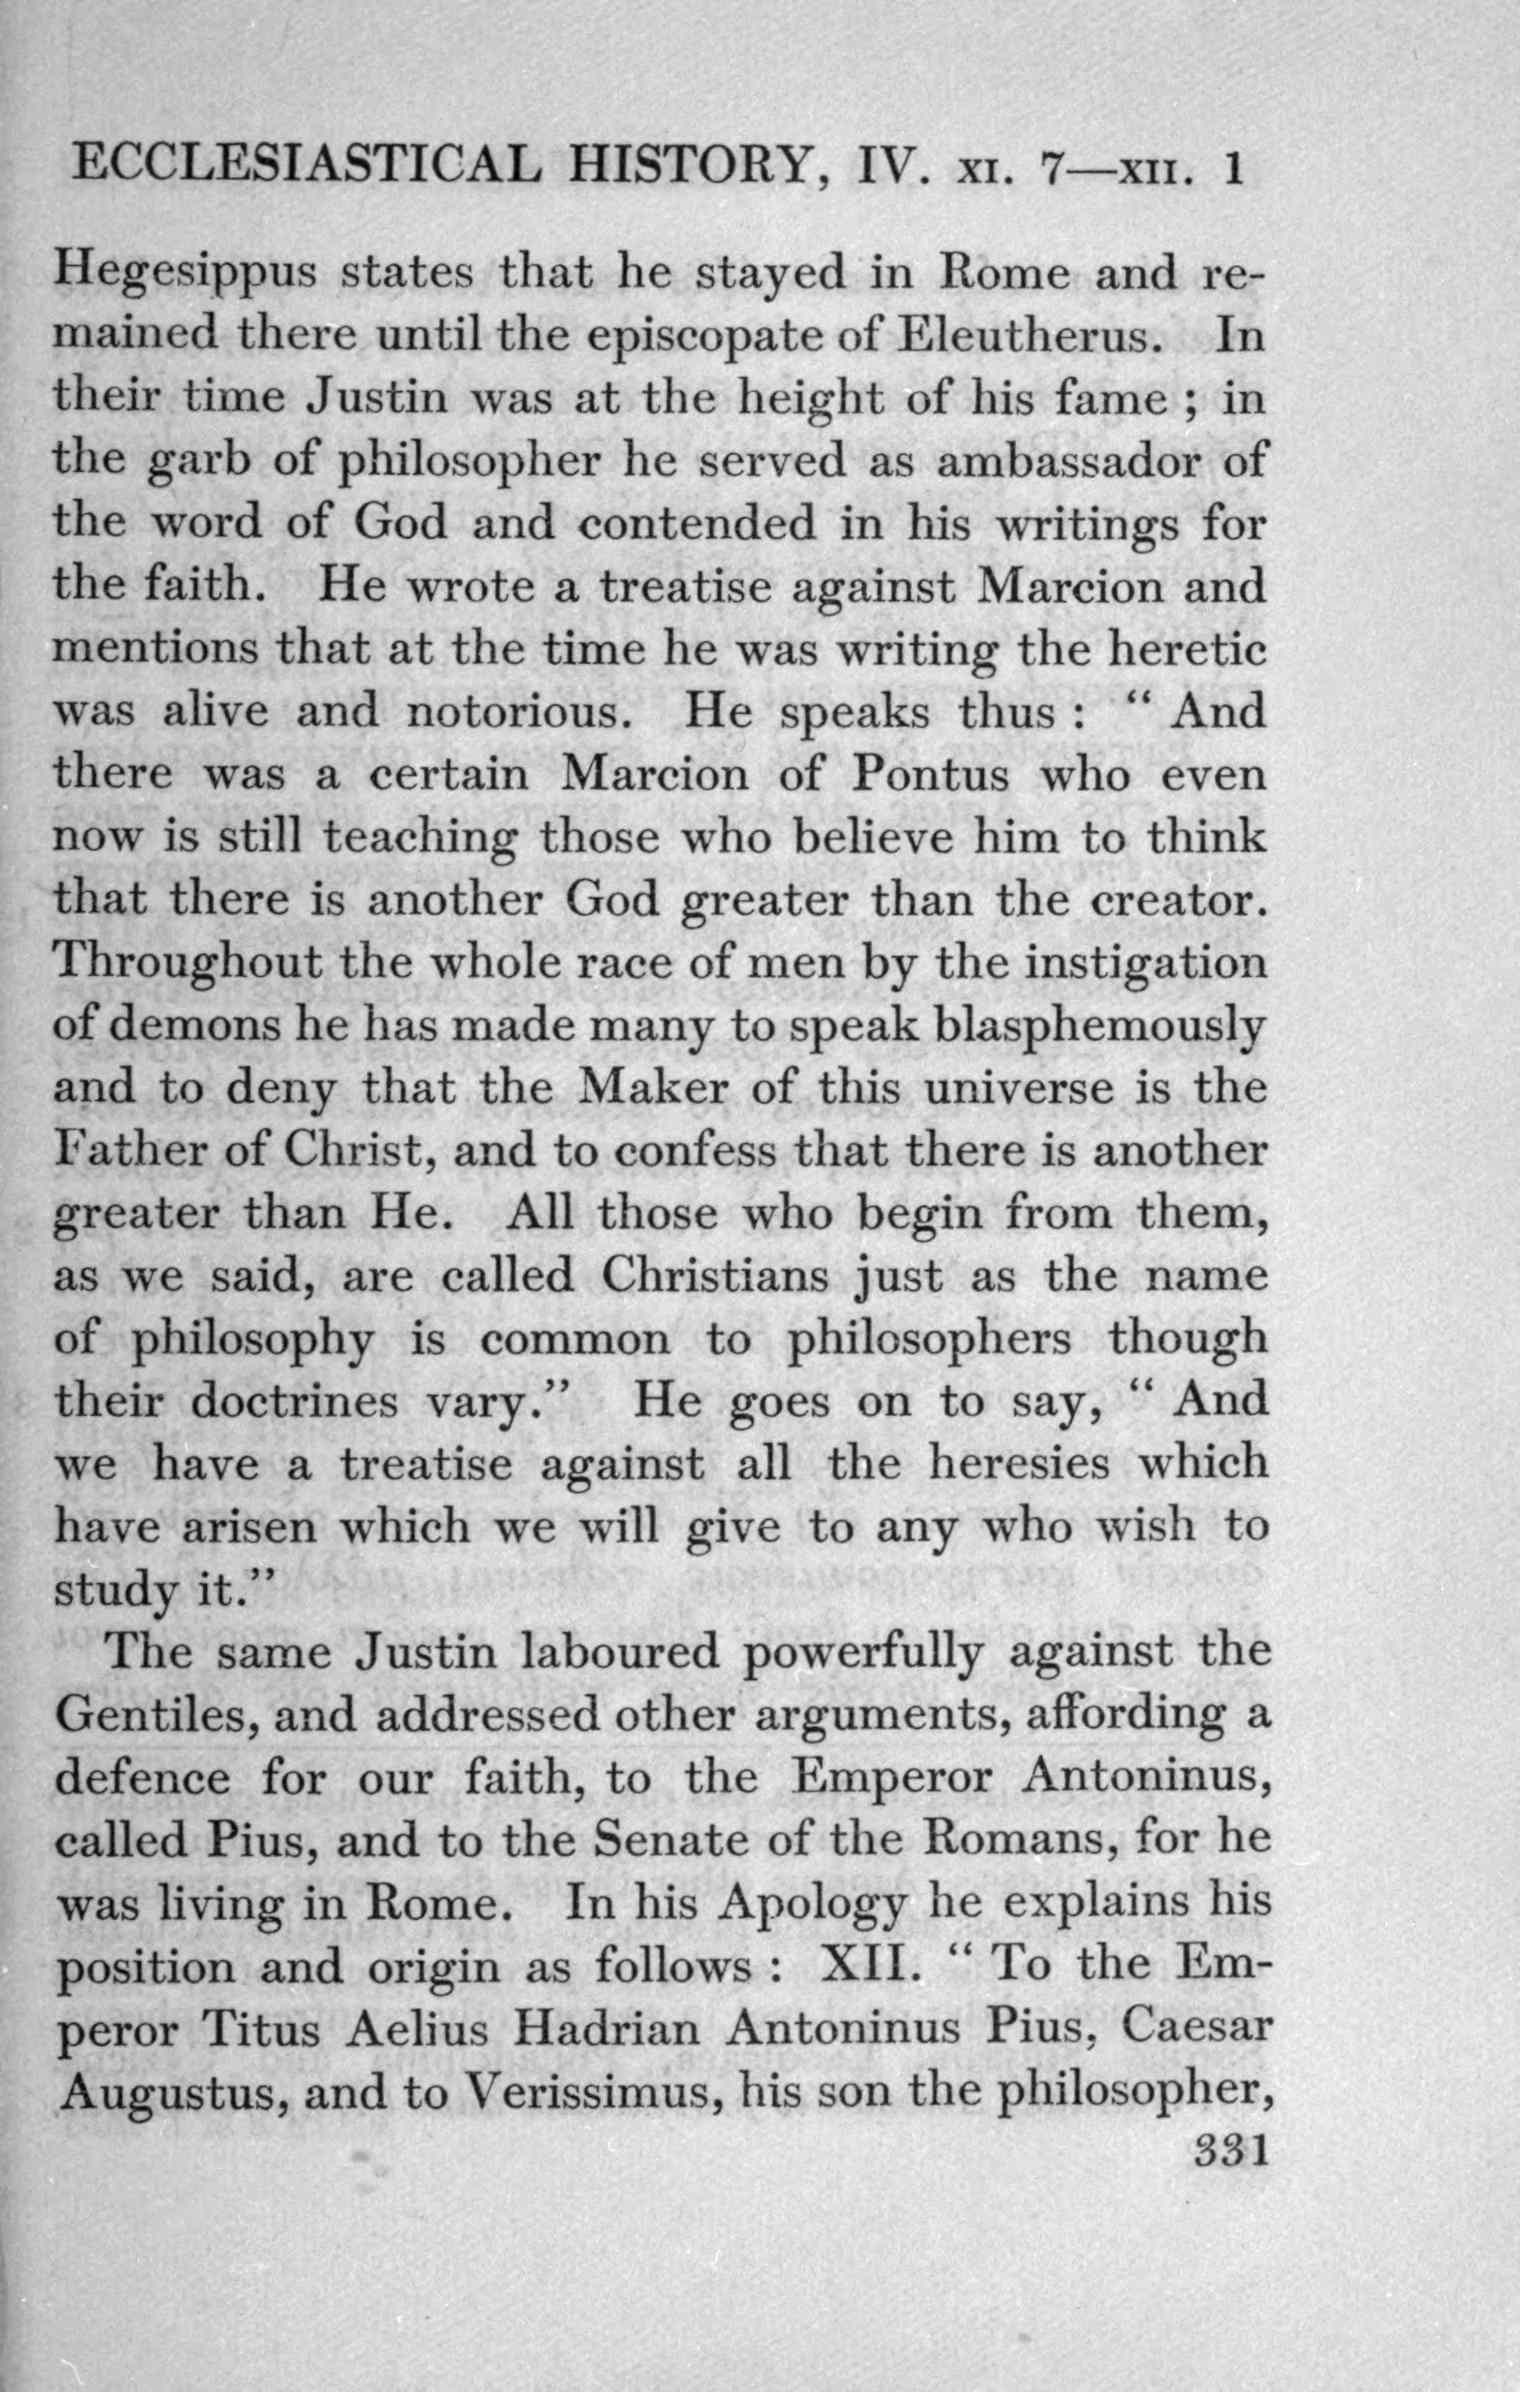 ECCLESIASTICAL HISTORY, IV. XI. 7—XII. 1
Hegesippus states that he stayed in Rome and re-
mained there until the episcopate of Eleutherus. In
their time Justin was at the height of his fame ; in
the garb of philosopher he served as ambassador of
the word of God and contended in his writings for
the faith. He wrote a treatise against Marcion and
mentions that at the time he was writing the heretic
was alive and notorious. He speaks thus : “ And
there was a certain Marcion of Pontus who even
now is still teaching those who believe him to think
that there is another God greater than the creator.
Throughout the whole race of men by the instigation
of demons he has made many to speak blasphemously
and to deny that the Maker of this universe is the
Father of Christ, and to confess that there is another
greater than He. All those who begin from them,
as we said, are called Christians just as the name
of philosophy is common to philosophers though
their doctrines vary.” He goes on to say, “ And
we have a treatise against all the heresies which
have arisen which we will give to any who wish to
study it.”
The same Justin laboured powerfully against the
Gentiles, and addressed other arguments, affording a
defence for our faith, to the Emperor Antoninus,
called Pius, and to the Senate of the Romans, for he
was living in Rome. In his Apology he explains his
position and origin as follows : XII. “ To the Em-
peror Titus Aelius Hadrian Antoninus Pius, Caesar
Augustus, and to Verissimus, his son the philosopher,
331